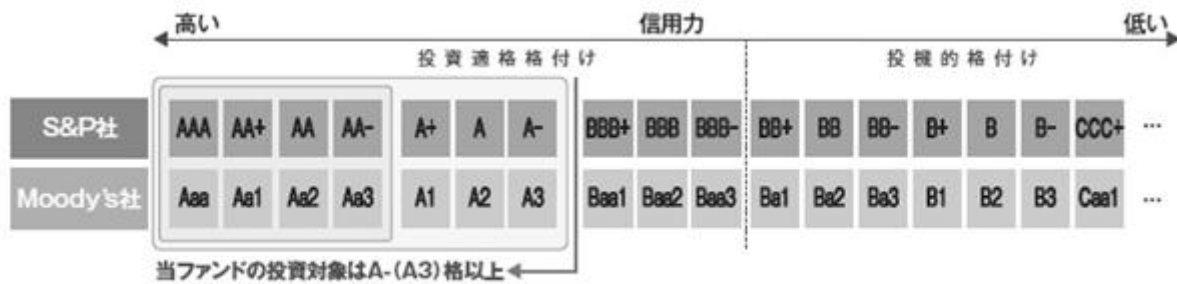 高い 信用力 低い
投資適格格付け 投機的格付け
S&P社 AAA AA+ AA AA- A+ A A- BBB+ BBB BBB- BB+ BB BB- B+ B B- CCC+ …
Moody's社 Aaa Aa1 Aa2 Aa3 A1 A2 A3 Baa1 Baa2 Baa3 Ba1 Ba2 Ba3 B1 B2 B3 Caa1 …
当ファンドの投資対象はA-(A3)格以上